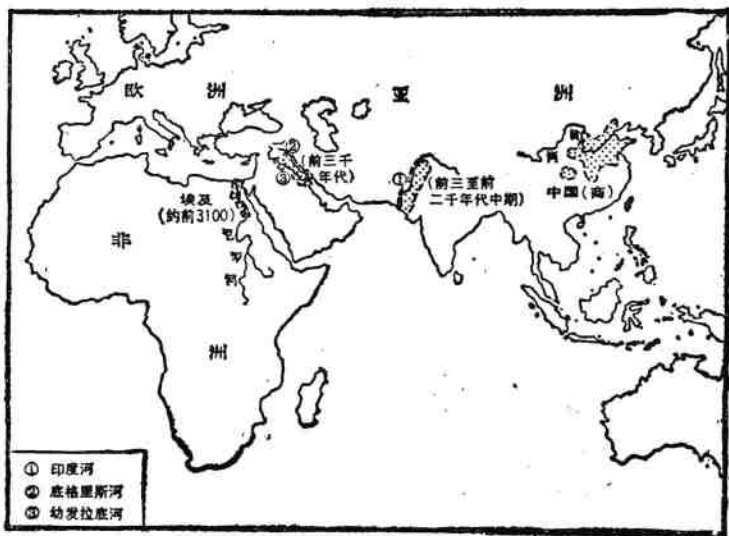 欧洲
亚洲
②
(前三千
年代)
③
①
(前三至前
二千年代中期)
中国(商)
埃及
(约前3100)
尼罗河
非洲
① 印度河
② 底格里斯河
③ 幼发拉底河